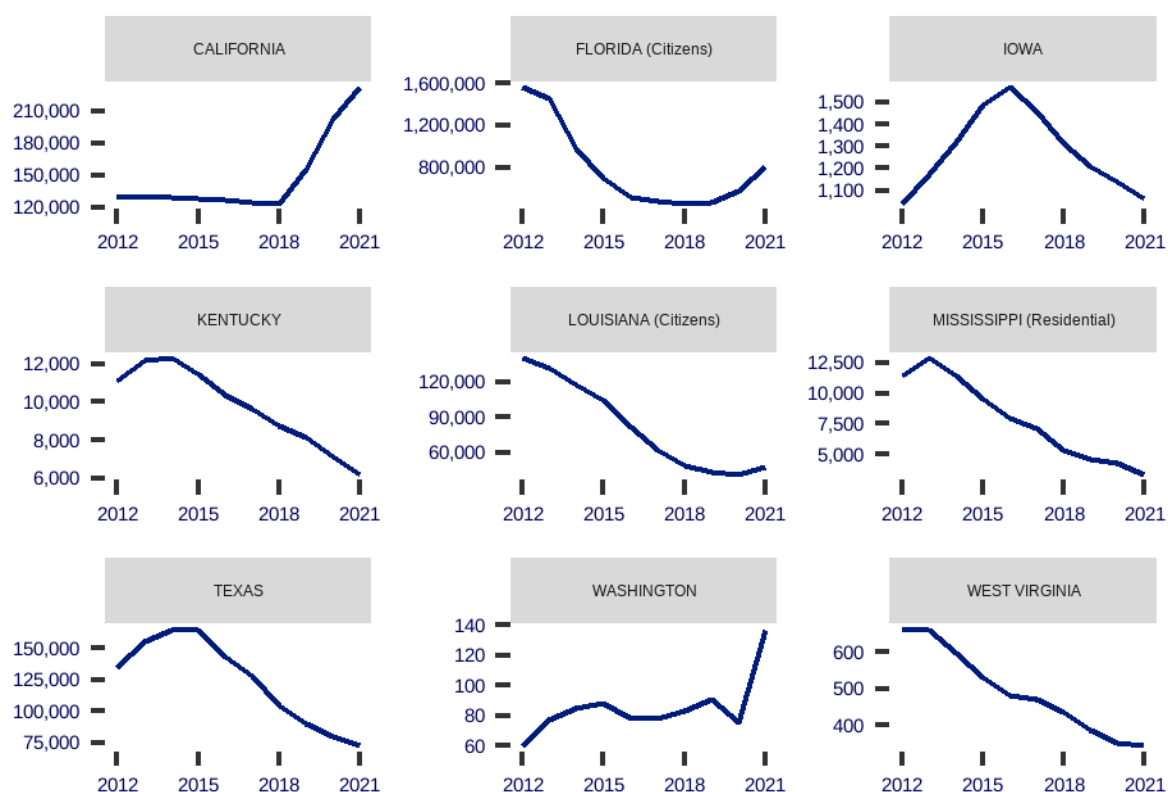 CALIFORNIA
210,000
180,000
150,000
120,000
2012 2015 2018 2021
FLORIDA (Citizens)
1,600,000
1,200,000
800,000
2012 2015 2018 2021
IOWA
1,500
1,400
1,300
1,200
1,100
2012 2015 2018 2021
KENTUCKY
12,000
10,000
8,000
6,000
2012 2015 2018 2021
LOUISIANA (Citizens)
120,000
90,000
60,000
2012 2015 2018 2021
MISSISSIPPI (Residential)
12,500
10,000
7,500
5,000
2012 2015 2018 2021
TEXAS
150,000
125,000
100,000
75,000
2012 2015 2018 2021
WASHINGTON
140
120
100
80
60
2012 2015 2018 2021
WEST VIRGINIA
600
500
400
2012 2015 2018 2021